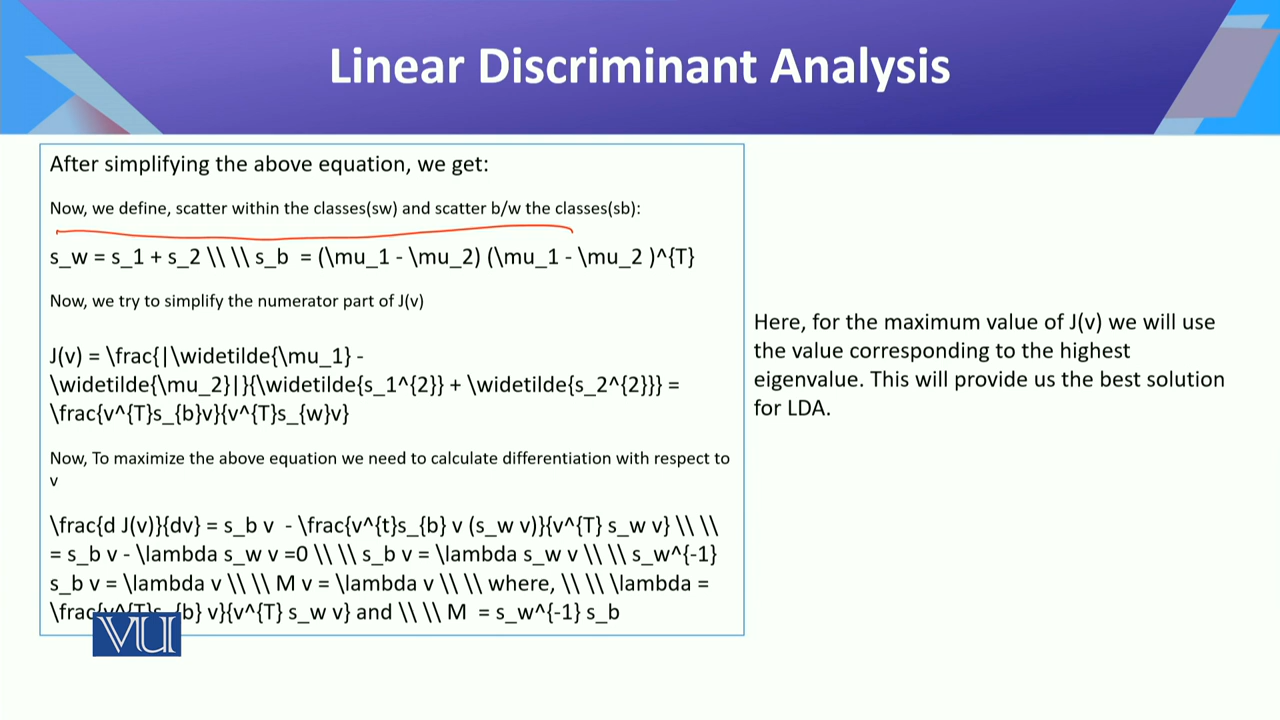 Linear Discriminant Analysis
After simplifying the above equation, we get:
Now, we define, scatter within the classes(sw) and scatter b/w the classes(sb):
s_w = s_1 + s_2 \\ \\ s_b  = (\mu_1 - \mu_2) (\mu_1 - \mu_2 )^{T}
Now, we try to simplify the numerator part of J(v)
J(v) = \frac{|\widetilde{\mu_1} -
\widetilde{\mu_2}|}{\widetilde{s_1^{2}} + \widetilde{s_2^{2}}} =
\frac{v^{T}s_{b}v}{v^{T}s_{w}v}
Now, To maximize the above equation we need to calculate differentiation with respect to
v
\frac{d J(v)}{dv} = s_b v  - \frac{v^{t}s_{b} v (s_w v)}{v^{T} s_w v} \\ \\
= s_b v - \lambda s_w v =0 \\ \\ s_b v = \lambda s_w v \\ \\ s_w^{-1}
s_b v = \lambda v \\ \\ M v = \lambda v \\ \\ where, \\ \\ \lambda =
\frac{v^{T}s_{b} v}{v^{T} s_w v} and \\ \\ M  = s_w^{-1} s_b
Here, for the maximum value of J(v) we will use
the value corresponding to the highest
eigenvalue. This will provide us the best solution
for LDA.
VU